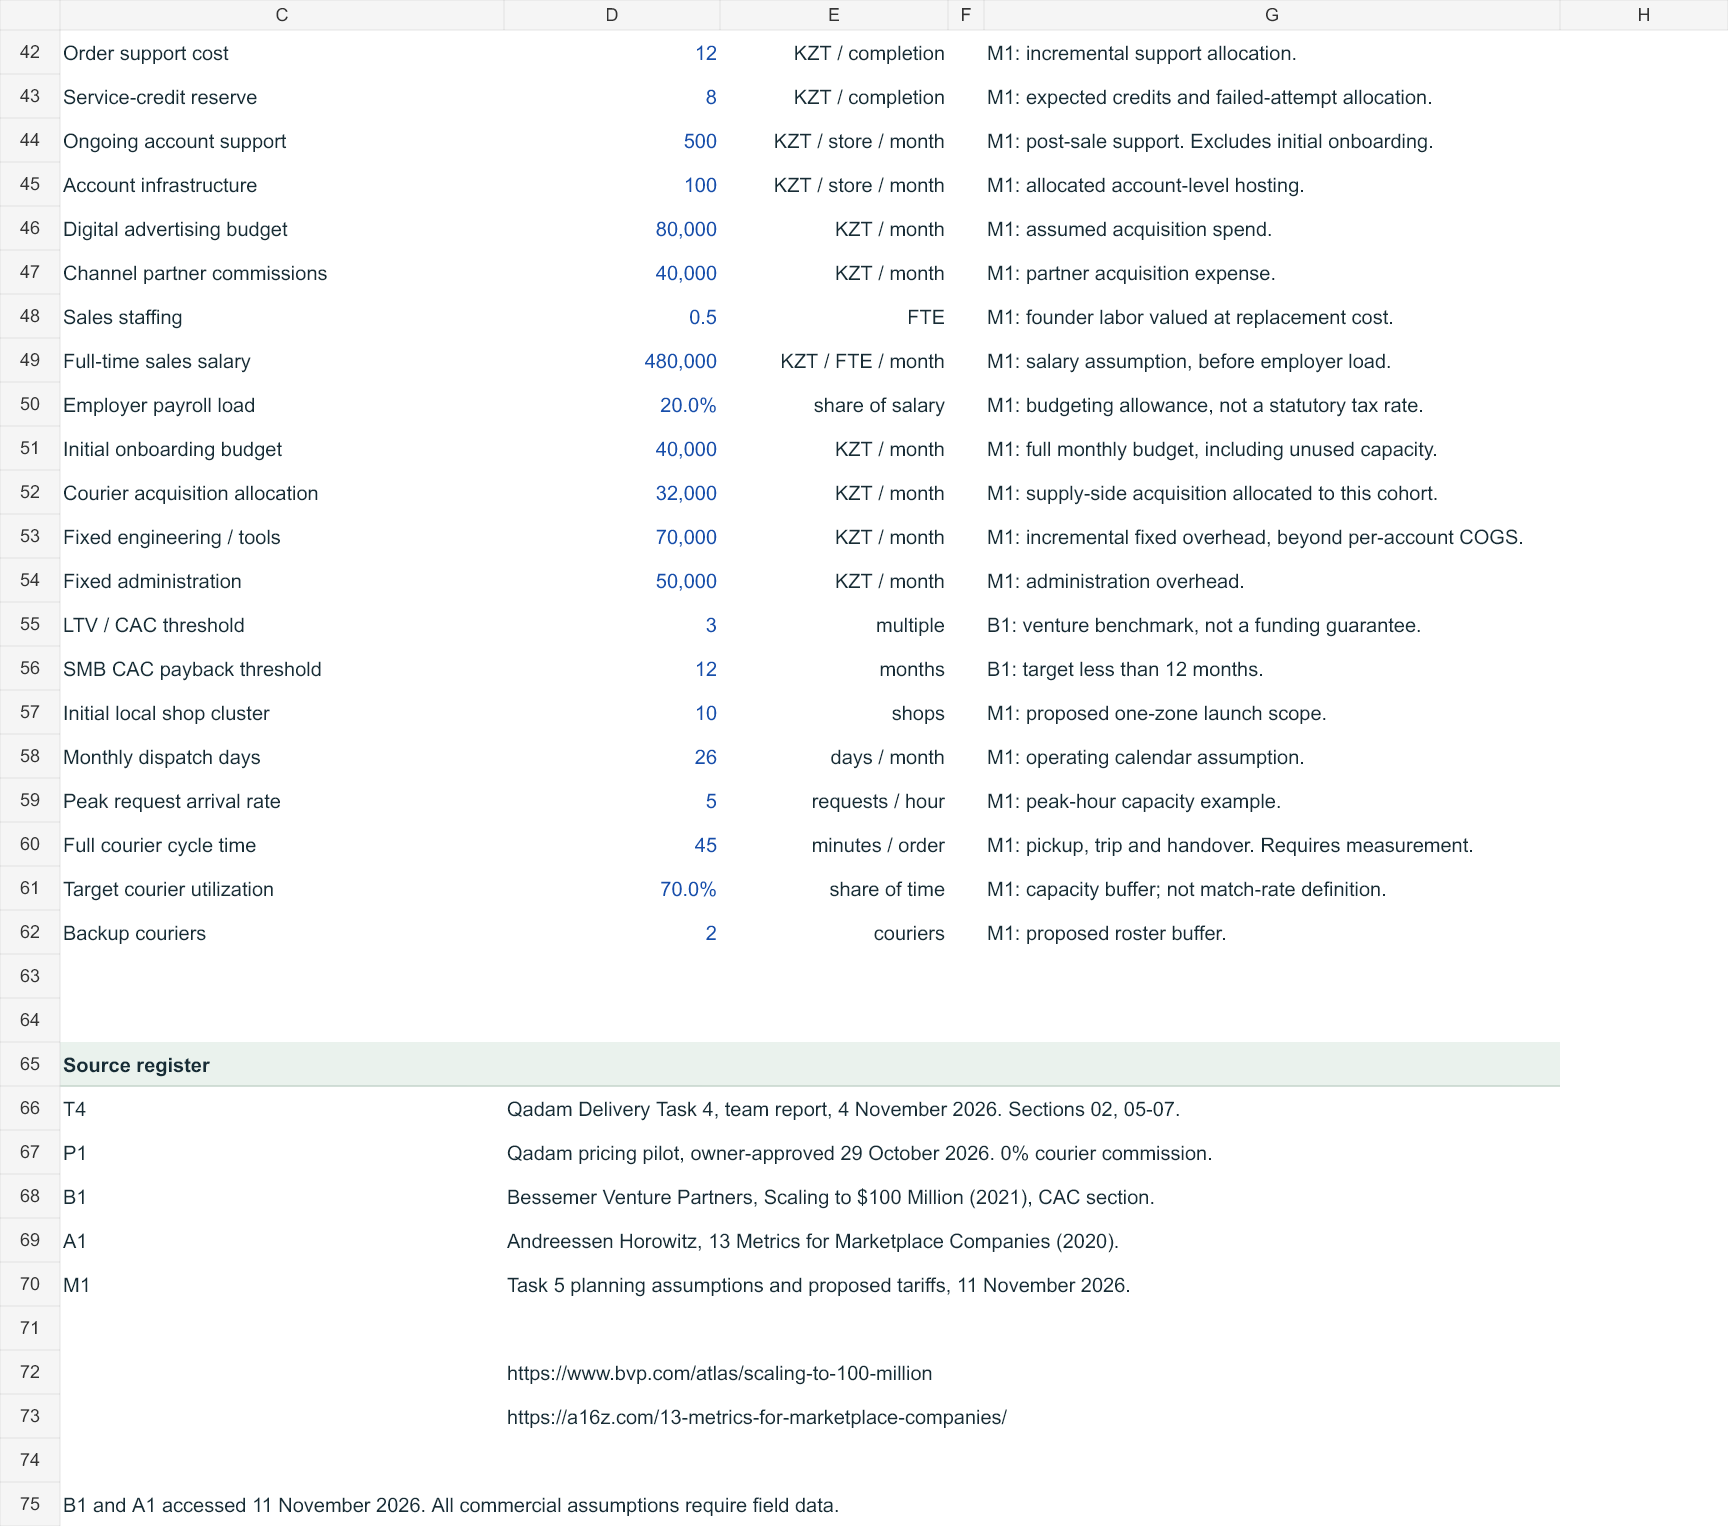 C D E F G H
42 Order support cost 12 KZT / completion M1: incremental support allocation.
43 Service-credit reserve 8 KZT / completion M1: expected credits and failed-attempt allocation.
44 Ongoing account support 500 KZT / store / month M1: post-sale support. Excludes initial onboarding.
45 Account infrastructure 100 KZT / store / month M1: allocated account-level hosting.
46 Digital advertising budget 80,000 KZT / month M1: assumed acquisition spend.
47 Channel partner commissions 40,000 KZT / month M1: partner acquisition expense.
48 Sales staffing 0.5 FTE M1: founder labor valued at replacement cost.
49 Full-time sales salary 480,000 KZT / FTE / month M1: salary assumption, before employer load.
50 Employer payroll load 20.0% share of salary M1: budgeting allowance, not a statutory tax rate.
51 Initial onboarding budget 40,000 KZT / month M1: full monthly budget, including unused capacity.
52 Courier acquisition allocation 32,000 KZT / month M1: supply-side acquisition allocated to this cohort.
53 Fixed engineering / tools 70,000 KZT / month M1: incremental fixed overhead, beyond per-account COGS.
54 Fixed administration 50,000 KZT / month M1: administration overhead.
55 LTV / CAC threshold 3 multiple B1: venture benchmark, not a funding guarantee.
56 SMB CAC payback threshold 12 months B1: target less than 12 months.
57 Initial local shop cluster 10 shops M1: proposed one-zone launch scope.
58 Monthly dispatch days 26 days / month M1: operating calendar assumption.
59 Peak request arrival rate 5 requests / hour M1: peak-hour capacity example.
60 Full courier cycle time 45 minutes / order M1: pickup, trip and handover. Requires measurement.
61 Target courier utilization 70.0% share of time M1: capacity buffer; not match-rate definition.
62 Backup couriers 2 couriers M1: proposed roster buffer.
63
64
65 Source register
66 T4 Qadam Delivery Task 4, team report, 4 November 2026. Sections 02, 05-07.
67 P1 Qadam pricing pilot, owner-approved 29 October 2026. 0% courier commission.
68 B1 Bessemer Venture Partners, Scaling to $100 Million (2021), CAC section.
69 A1 Andreessen Horowitz, 13 Metrics for Marketplace Companies (2020).
70 M1 Task 5 planning assumptions and proposed tariffs, 11 November 2026.
71
72 https://www.bvp.com/atlas/scaling-to-100-million
73 https://a16z.com/13-metrics-for-marketplace-companies/
74
75 B1 and A1 accessed 11 November 2026. All commercial assumptions require field data.